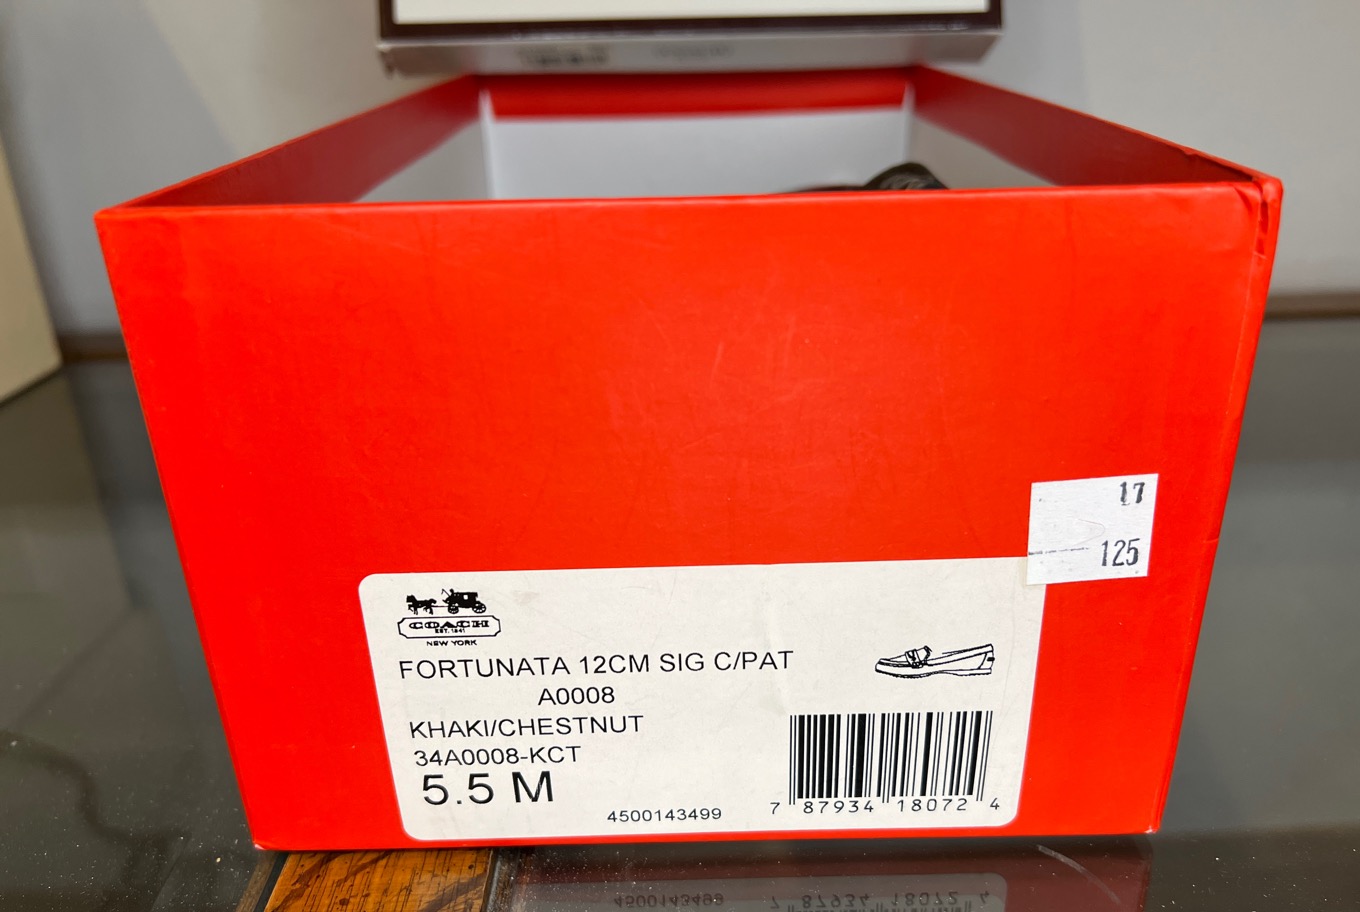 17
125
COACH
EST. 1941
NEW YORK
FORTUNATA 12CM SIG C/PAT
A0008
KHAKI/CHESTNUT
34A0008-KCT
5.5 M
4500143499
7 87934 18072 4